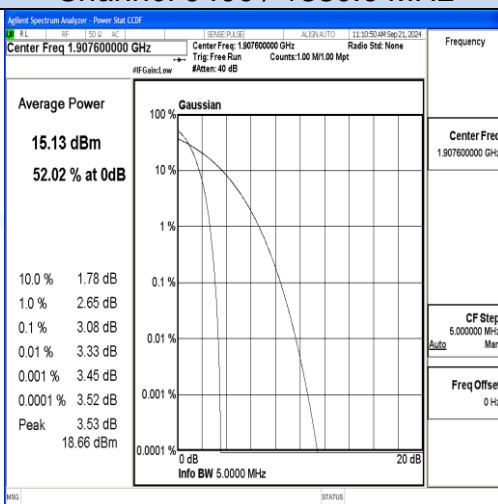 Agilent Spectrum Analyzer - Power Stat CCDF
RL RF 50 Ω AC SENSE:PULSE ALIGN AUTO 11:10:50 AM Sep 21, 2024
Center Freq 1.907600000 GHz
Center Freq: 1.907600000 GHz Radio Std: None
Trig: Free Run Counts:1.00 M/1.00 Mpt
#IFGain:Low #Atten: 40 dB
Frequency
Average Power
15.13 dBm
52.02 % at 0dB
10.0 % 1.78 dB
1.0 % 2.65 dB
0.1 % 3.08 dB
0.01 % 3.33 dB
0.001 % 3.45 dB
0.0001 % 3.52 dB
Peak 3.53 dB
18.66 dBm
Gaussian
100 %
10 %
1 %
0.1 %
0.01 %
0.001 %
0.0001 %
0 dB 20 dB
Info BW 5.0000 MHz
Center Freq
1.907600000 GHz
CF Step
5.000000 MHz
Auto Man
Freq Offset
0 Hz
MSG STATUS